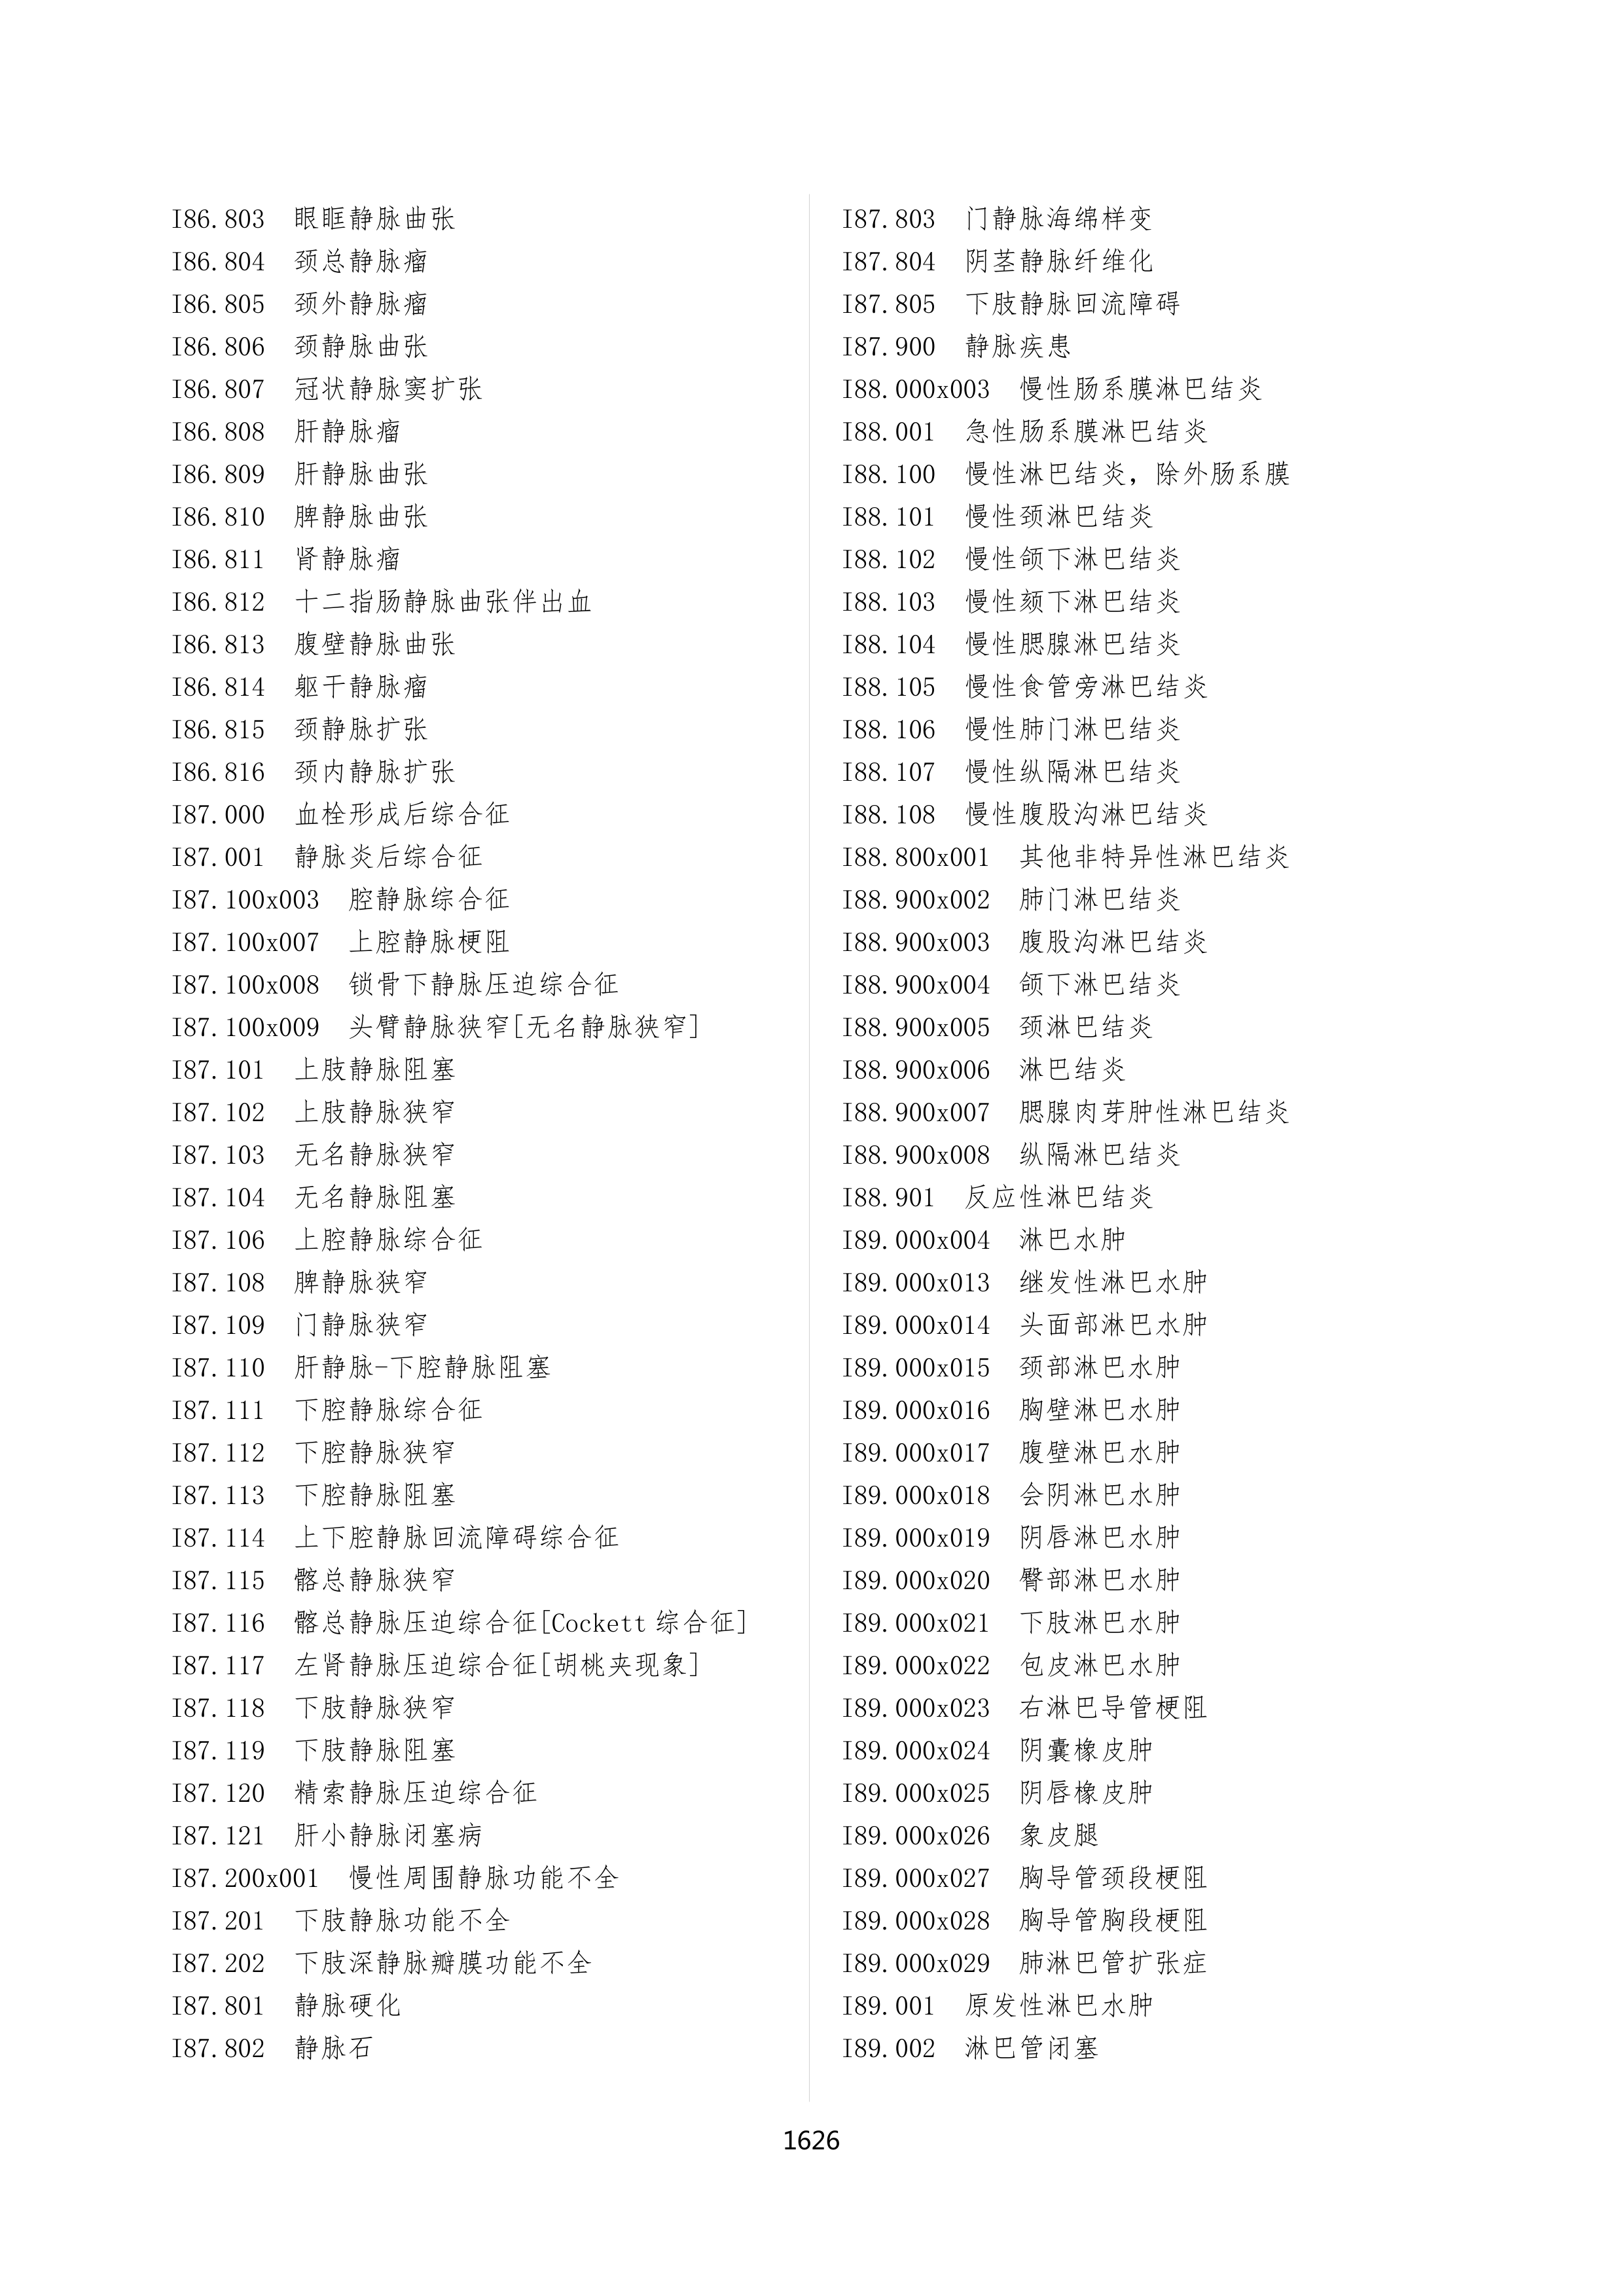 I86.803 眼眶静脉曲张
I86.804 颈总静脉瘤
I86.805 颈外静脉瘤
I86.806 颈静脉曲张
I86.807 冠状静脉窦扩张
I86.808 肝静脉瘤
I86.809 肝静脉曲张
I86.810 脾静脉曲张
I86.811 肾静脉瘤
I86.812 十二指肠静脉曲张伴出血
I86.813 腹壁静脉曲张
I86.814 躯干静脉瘤
I86.815 颈静脉扩张
I86.816 颈内静脉扩张
I87.000 血栓形成后综合征
I87.001 静脉炎后综合征
I87.100x003 腔静脉综合征
I87.100x007 上腔静脉梗阻
I87.100x008 锁骨下静脉压迫综合征
I87.100x009 头臂静脉狭窄[无名静脉狭窄]
I87.101 上肢静脉阻塞
I87.102 上肢静脉狭窄
I87.103 无名静脉狭窄
I87.104 无名静脉阻塞
I87.106 上腔静脉综合征
I87.108 脾静脉狭窄
I87.109 门静脉狭窄
I87.110 肝静脉-下腔静脉阻塞
I87.111 下腔静脉综合征
I87.112 下腔静脉狭窄
I87.113 下腔静脉阻塞
I87.114 上下腔静脉回流障碍综合征
I87.115 髂总静脉狭窄
I87.116 髂总静脉压迫综合征[Cockett 综合征]
I87.117 左肾静脉压迫综合征[胡桃夹现象]
I87.118 下肢静脉狭窄
I87.119 下肢静脉阻塞
I87.120 精索静脉压迫综合征
I87.121 肝小静脉闭塞病
I87.200x001 慢性周围静脉功能不全
I87.201 下肢静脉功能不全
I87.202 下肢深静脉瓣膜功能不全
I87.801 静脉硬化
I87.802 静脉石
I87.803 门静脉海绵样变
I87.804 阴茎静脉纤维化
I87.805 下肢静脉回流障碍
I87.900 静脉疾患
I88.000x003 慢性肠系膜淋巴结炎
I88.001 急性肠系膜淋巴结炎
I88.100 慢性淋巴结炎，除外肠系膜
I88.101 慢性颈淋巴结炎
I88.102 慢性颌下淋巴结炎
I88.103 慢性颏下淋巴结炎
I88.104 慢性腮腺淋巴结炎
I88.105 慢性食管旁淋巴结炎
I88.106 慢性肺门淋巴结炎
I88.107 慢性纵隔淋巴结炎
I88.108 慢性腹股沟淋巴结炎
I88.800x001 其他非特异性淋巴结炎
I88.900x002 肺门淋巴结炎
I88.900x003 腹股沟淋巴结炎
I88.900x004 颌下淋巴结炎
I88.900x005 颈淋巴结炎
I88.900x006 淋巴结炎
I88.900x007 腮腺肉芽肿性淋巴结炎
I88.900x008 纵隔淋巴结炎
I88.901 反应性淋巴结炎
I89.000x004 淋巴水肿
I89.000x013 继发性淋巴水肿
I89.000x014 头面部淋巴水肿
I89.000x015 颈部淋巴水肿
I89.000x016 胸壁淋巴水肿
I89.000x017 腹壁淋巴水肿
I89.000x018 会阴淋巴水肿
I89.000x019 阴唇淋巴水肿
I89.000x020 臀部淋巴水肿
I89.000x021 下肢淋巴水肿
I89.000x022 包皮淋巴水肿
I89.000x023 右淋巴导管梗阻
I89.000x024 阴囊橡皮肿
I89.000x025 阴唇橡皮肿
I89.000x026 象皮腿
I89.000x027 胸导管颈段梗阻
I89.000x028 胸导管胸段梗阻
I89.000x029 肺淋巴管扩张症
I89.001 原发性淋巴水肿
I89.002 淋巴管闭塞
1626